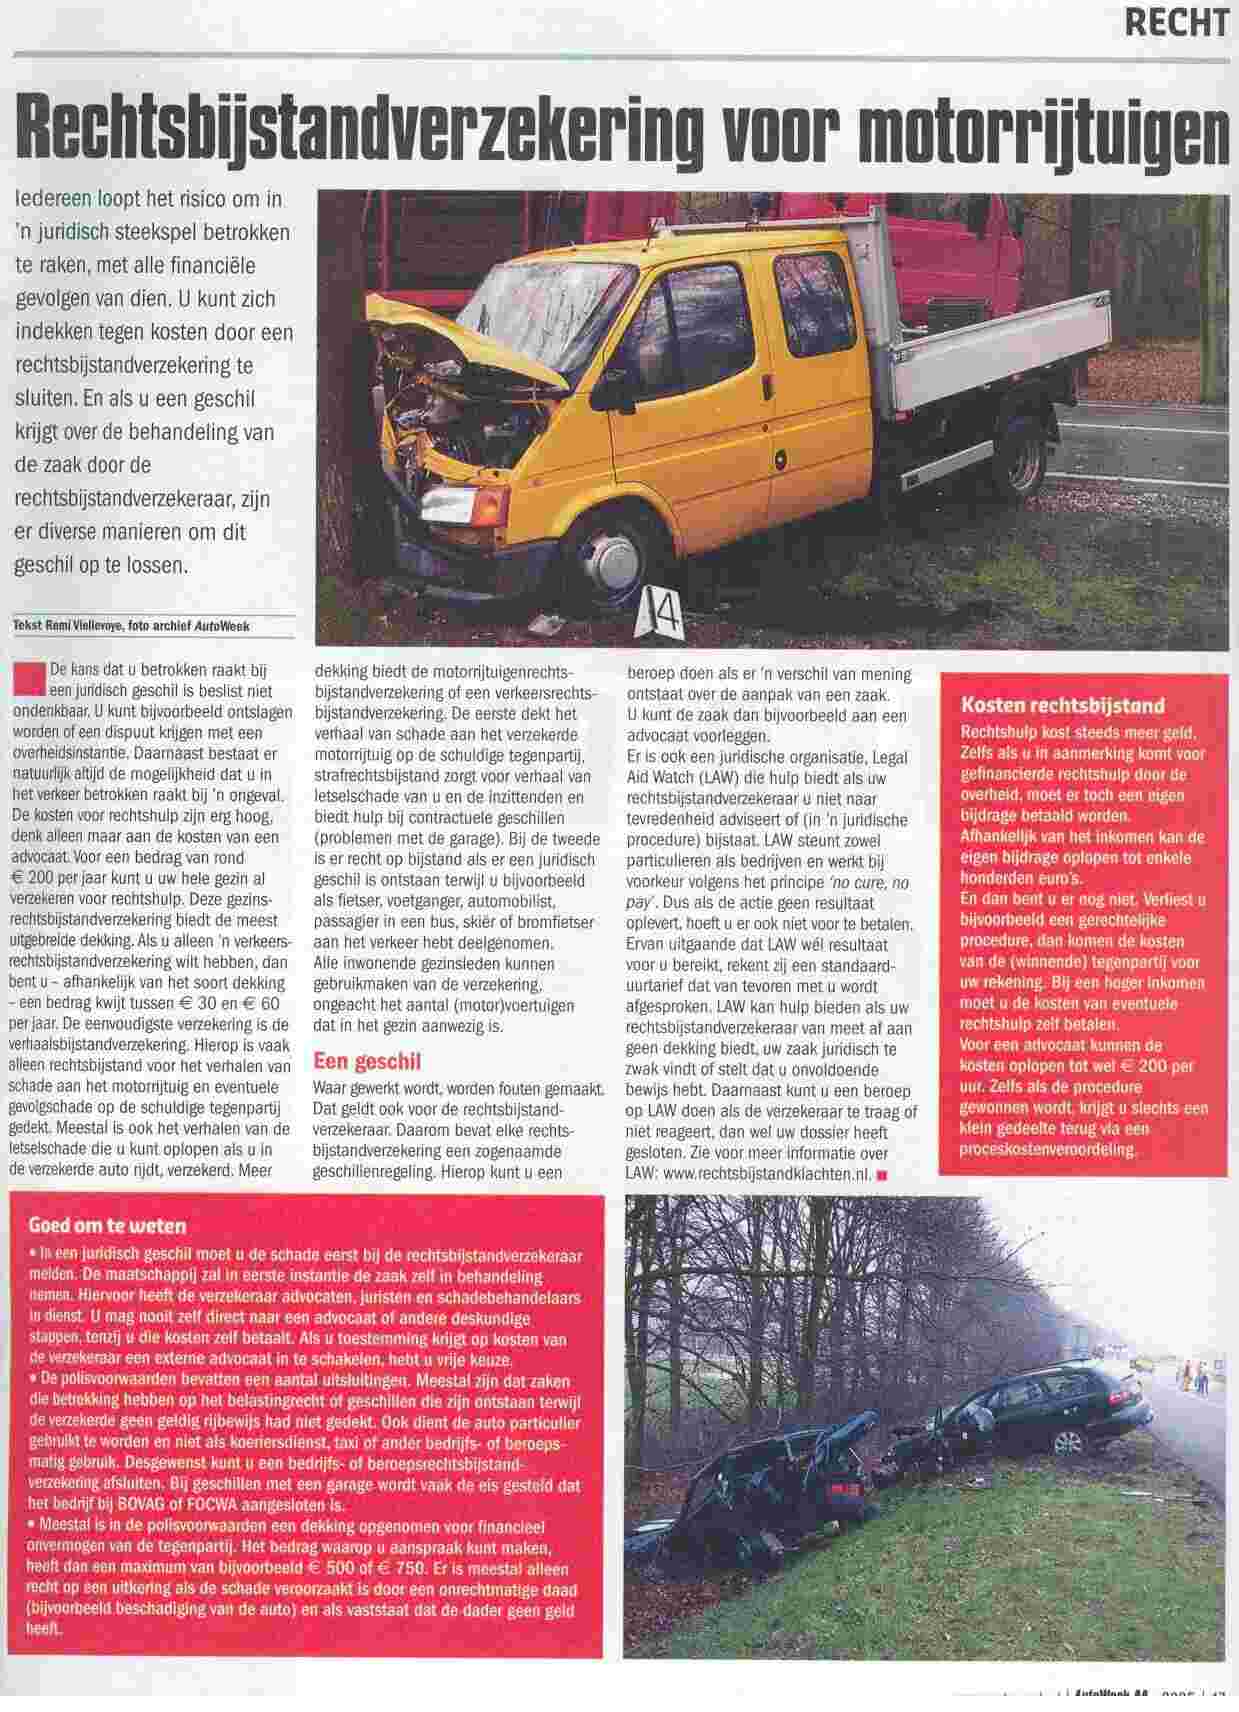 RECHT
Rechtsbijstandverzekering voor motorrijtuigen
Iedereen loopt het risico om in
'n juridisch steekspel betrokken
te raken, met alle financiële
gevolgen van dien. U kunt zich
indekken tegen kosten door een
rechtsbijstandverzekering te
sluiten. En als u een geschil
krijgt over de behandeling van
de zaak door de
rechtsbijstandverzekeraar, zijn
er diverse manieren om dit
geschil op te lossen.
Tekst Remi Viellevoye, foto archief AutoWeek
14
De kans dat u betrokken raakt bij
een juridisch geschil is beslist niet
ondenkbaar. U kunt bijvoorbeeld ontslagen
worden of een dispuut krijgen met een
overheidsinstantie. Daarnaast bestaat er
natuurlijk altijd de mogelijkheid dat u in
het verkeer betrokken raakt bij 'n ongeval.
De kosten voor rechtshulp zijn erg hoog,
denk alleen maar aan de kosten van een
advocaat. Voor een bedrag van rond
€ 200 per jaar kunt u uw hele gezin al
verzekeren voor rechtshulp. Deze gezins-
rechtsbijstandverzekering biedt de meest
uitgebreide dekking. Als u alleen 'n verkeers-
rechtsbijstandverzekering wilt hebben, dan
bent u – afhankelijk van het soort dekking
– een bedrag kwijt tussen € 30 en € 60
per jaar. De eenvoudigste verzekering is de
verhaalsbijstandverzekering. Hierop is vaak
alleen rechtsbijstand voor het verhalen van
schade aan het motorrijtuig en eventuele
gevolgschade op de schuldige tegenpartij
gedekt. Meestal is ook het verhalen van de
letselschade die u kunt oplopen als u in
de verzekerde auto rijdt, verzekerd. Meer
dekking biedt de motorrijtuigenrechts-
bijstandverzekering of een verkeersrechts-
bijstandverzekering. De eerste dekt het
verhaal van schade aan het verzekerde
motorrijtuig op de schuldige tegenpartij,
strafrechtsbijstand zorgt voor verhaal van
letselschade van u en de inzittenden en
biedt hulp bij contractuele geschillen
(problemen met de garage). Bij de tweede
is er recht op bijstand als er een juridisch
geschil is ontstaan terwijl u bijvoorbeeld
als fietser, voetganger, automobilist,
passagier in een bus, skiër of bromfietser
aan het verkeer hebt deelgenomen.
Alle inwonende gezinsleden kunnen
gebruikmaken van de verzekering,
ongeacht het aantal (motor)voertuigen
dat in het gezin aanwezig is.
Een geschil
Waar gewerkt wordt, worden fouten gemaakt.
Dat geldt ook voor de rechtsbijstand-
verzekeraar. Daarom bevat elke rechts-
bijstandverzekering een zogenaamde
geschillenregeling. Hierop kunt u een
beroep doen als er 'n verschil van mening
ontstaat over de aanpak van een zaak.
U kunt de zaak dan bijvoorbeeld aan een
advocaat voorleggen.
Er is ook een juridische organisatie, Legal
Aid Watch (LAW) die hulp biedt als uw
rechtsbijstandverzekeraar u niet naar
tevredenheid adviseert of (in 'n juridische
procedure) bijstaat. LAW steunt zowel
particulieren als bedrijven en werkt bij
voorkeur volgens het principe 'no cure, no
pay'. Dus als de actie geen resultaat
oplevert, hoeft u er ook niet voor te betalen.
Ervan uitgaande dat LAW wél resultaat
voor u bereikt, rekent zij een standaard-
uurtarief dat van tevoren met u wordt
afgesproken. LAW kan hulp bieden als uw
rechtsbijstandverzekeraar van meet af aan
geen dekking biedt, uw zaak juridisch te
zwak vindt of stelt dat u onvoldoende
bewijs hebt. Daarnaast kunt u een beroep
op LAW doen als de verzekeraar te traag of
niet reageert, dan wel uw dossier heeft
gesloten. Zie voor meer informatie over
LAW: www.rechtsbijstandklachten.nl.
Kosten rechtsbijstand
Rechtshulp kost steeds meer geld.
Zelfs als u in aanmerking komt voor
gefinancierde rechtshulp door de
overheid, moet er toch een eigen
bijdrage betaald worden.
Afhankelijk van het inkomen kan de
eigen bijdrage oplopen tot enkele
honderden euro's.
En dan bent u er nog niet. Verliest u
bijvoorbeeld een gerechtelijke
procedure, dan komen de kosten
van de (winnende) tegenpartij voor
uw rekening. Bij een hoger inkomen
moet u de kosten van eventuele
rechtshulp zelf betalen.
Voor een advocaat kunnen de
kosten oplopen tot wel € 200 per
uur. Zelfs als de procedure
gewonnen wordt, krijgt u slechts een
klein gedeelte terug via een
proceskostenveroordeling.
Goed om te weten
• In een juridisch geschil moet u de schade eerst bij de rechtsbijstandverzekeraar
melden. De maatschappij zal in eerste instantie de zaak zelf in behandeling
nemen. Hiervoor heeft de verzekeraar advocaten, juristen en schadebehandelaars
in dienst. U mag nooit zelf direct naar een advocaat of andere deskundige
stappen, tenzij u die kosten zelf betaalt. Als u toestemming krijgt op kosten van
de verzekeraar een externe advocaat in te schakelen, hebt u vrije keuze.
• De polisvoorwaarden bevatten een aantal uitsluitingen. Meestal zijn dat zaken
die betrekking hebben op het belastingrecht of geschillen die zijn ontstaan terwijl
de verzekerde geen geldig rijbewijs had niet gedekt. Ook dient de auto particulier
gebruikt te worden en niet als koeriersdienst, taxi of ander bedrijfs- of beroeps-
matig gebruik. Desgewenst kunt u een bedrijfs- of beroepsrechtsbijstand-
verzekering afsluiten. Bij geschillen met een garage wordt vaak de eis gesteld dat
het bedrijf bij BOVAG of FOCWA aangesloten is.
• Meestal is in de polisvoorwaarden een dekking opgenomen voor financieel
onvermogen van de tegenpartij. Het bedrag waarop u aanspraak kunt maken,
heeft dan een maximum van bijvoorbeeld € 500 of € 750. Er is meestal alleen
recht op een uitkering als de schade veroorzaakt is door een onrechtmatige daad
(bijvoorbeeld beschadiging van de auto) en als vaststaat dat de dader geen geld
heeft.
AutoWeek